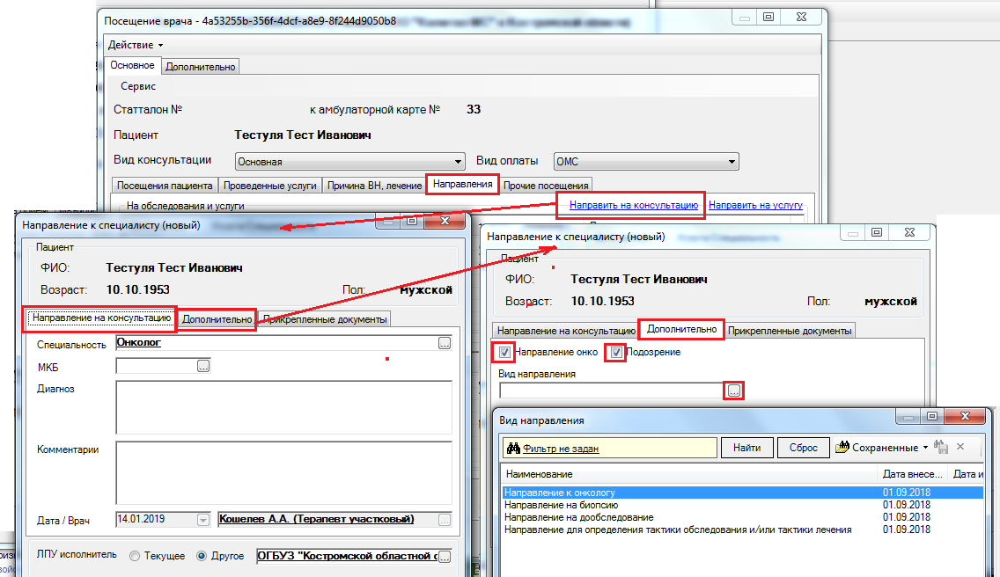 Посещение врача - 4a53255b-356f-4dcf-a8e9-8f244d9050b8
Действие
Основное Дополнительно
Сервис
Статталон № к амбулаторной карте № 33
Пациент Тестуля Тест Иванович
Вид консультации Основная Вид оплаты ОМС
Посещения пациента Проведенные услуги Причина ВН, лечение Направления Прочие посещения
На обследования и услуги Направить на консультацию Направить на услугу
Направление к специалисту (новый)
Пациент
ФИО: Тестуля Тест Иванович
Возраст: 10.10.1953 Пол: мужской
Направление на консультацию Дополнительно Прикрепленные документы
Специальность Онколог ...
МКБ ...
Диагноз
Комментарии
Дата / Врач 14.01.2019 Кошелев А.А. (Терапевт участковый) ...
ЛПУ исполнитель Текущее Другое ОГБУЗ "Костромской областной ...
Направление к специалисту (новый)
Пациент
ФИО: Тестуля Тест Иванович
Возраст: 10.10.1953 Пол: мужской
Направление на консультацию Дополнительно Прикрепленные документы
Направление онко Подозрение
Вид направления
...
Вид направления
Фильтр не задан Найти Сброс Сохраненные
Наименование Дата внесе... Дата и
Направление к онкологу 01.09.2018
Направление на биопсию 01.09.2018
Направление на дообследование 01.09.2018
Направление для определения тактики обследования и/или тактики лечения 01.09.2018